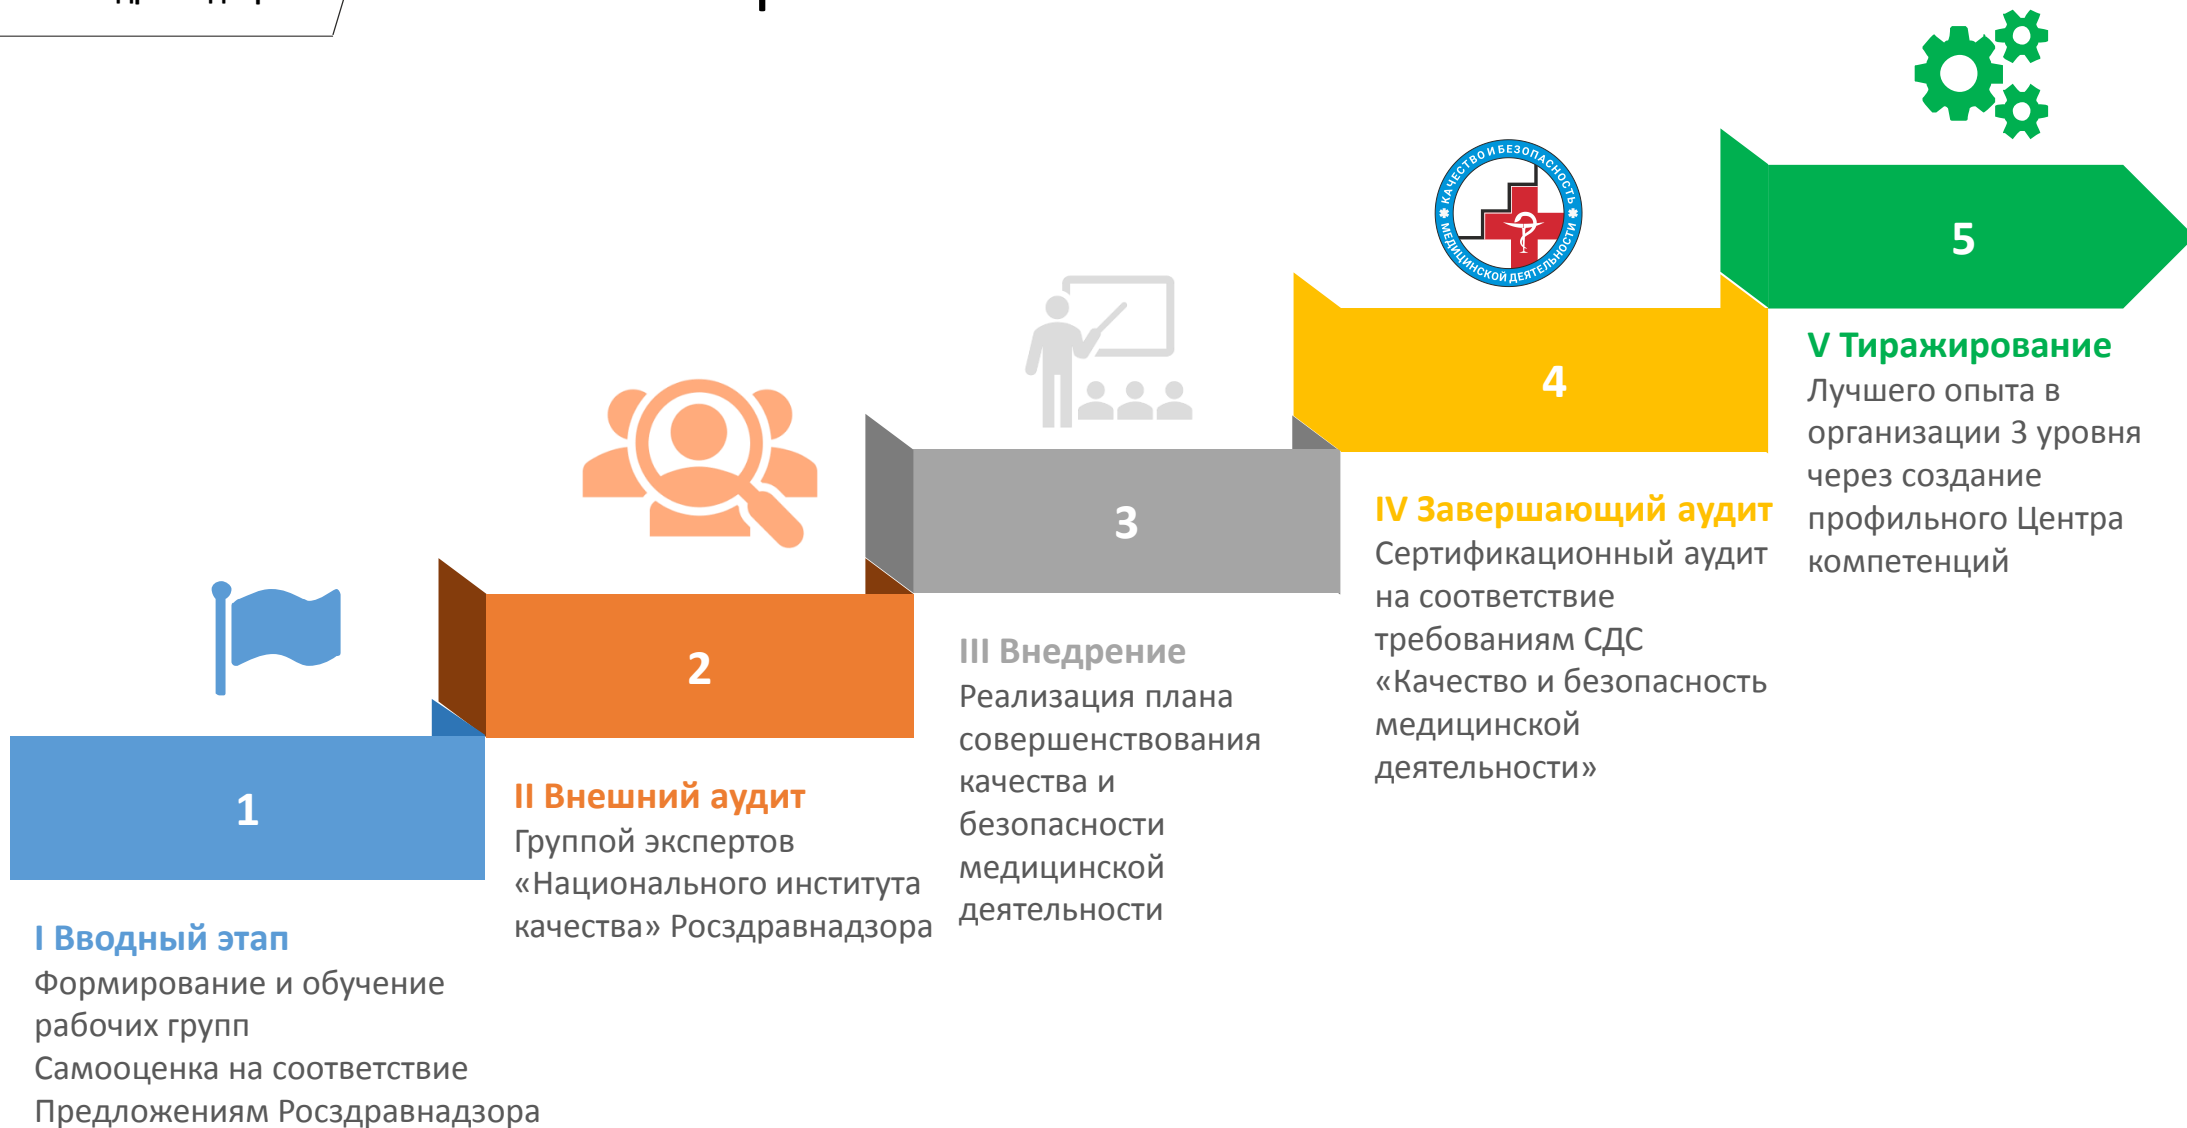 КАЧЕСТВО И БЕЗОПАСНОСТЬ
МЕДИЦИНСКОЙ ДЕЯТЕЛЬНОСТИ
5
V Тиражирование
Лучшего опыта в
организации 3 уровня
через создание
профильного Центра
компетенций
4
IV Завершающий аудит
Сертификационный аудит
на соответствие
требованиям СДС
«Качество и безопасность
медицинской
деятельности»
3
III Внедрение
Реализация плана
совершенствования
качества и
безопасности
медицинской
деятельности
2
II Внешний аудит
Группой экспертов
«Национального института
качества» Росздравнадзора
1
I Вводный этап
Формирование и обучение
рабочих групп
Самооценка на соответствие
Предложениям Росздравнадзора